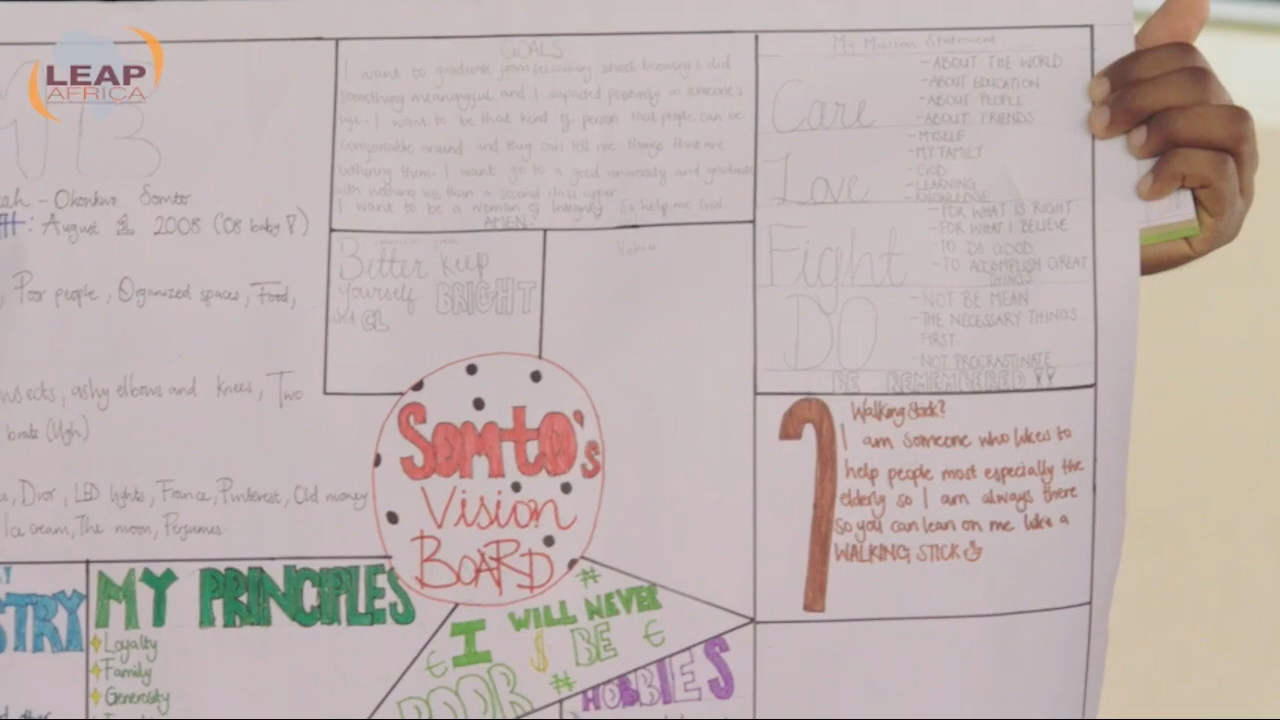 LEAP
AFRICA
ah - Okonkwo Somto
: August 1 2008 ('08 baby!)
, Poor people, Organized spaces, Food,
nsects, ashy elbows and knees, Two
brats (Ugh)
, Dior, LED lights, France, Pinterest, Old money
Ice cream, The moon, Perfumes
GOALS
I want to graduate from secondary school knowing I did
something meaningful and I impacted positively in someone's
life. I want to be that kind of person that people can be
comfortable around and they can tell me things that are
bothering them. I want go to a good university and graduate
with nothing less than a second class upper.
I want to be a woman of Integrity. So help me God
AMEN
Better keep
yourself BRIGHT
My Mission Statement
Care
- ABOUT THE WORLD
- ABOUT EDUCATION
- ABOUT PEOPLE
- ABOUT FRIENDS
Love
- MYSELF
- MY FAMILY
- GOD
- LEARNING
- KNOWLEDGE
Fight
- FOR WHAT IS RIGHT
- FOR WHAT I BELIEVE
- TO DO GOOD
- TO ACCOMPLISH GREAT
THINGS
DO
- NOT BE MEAN
- THE NECESSARY THINGS
FIRST
- NOT PROCRASTINATE
BE REMEMBERED !!
Walking Stick?
I am someone who likes to
help people most especially the
elderly so I am always there
so you can lean on me like a
WALKING STICK
Somto's
Vision
BOARD
STRY
MY PRINCIPLES
Loyalty
Family
Generosity
#
I WILL NEVER
€ $ BE €
POOR #
HOBBIES